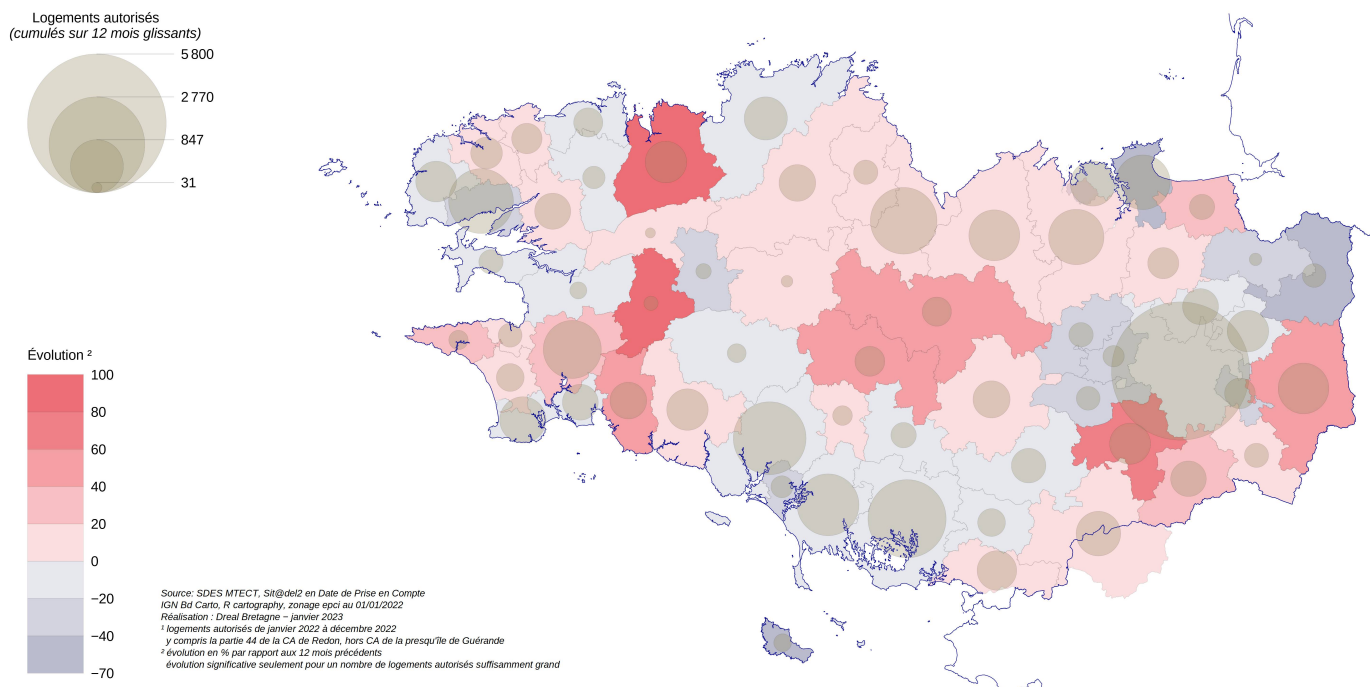 Logements autorisés
(cumulés sur 12 mois glissants)
5 800
2 770
847
31
Évolution ²
100
80
60
40
20
0
−20
−40
−70
Source: SDES MTECT, Sit@del2 en Date de Prise en Compte
IGN Bd Carto, R cartography, zonage epci au 01/01/2022
Réalisation : Dreal Bretagne − janvier 2023
¹ logements autorisés de janvier 2022 à décembre 2022
y compris la partie 44 de la CA de Redon, hors CA de la presqu'île de Guérande
² évolution en % par rapport aux 12 mois précédents
évolution significative seulement pour un nombre de logements autorisés suffisamment grand